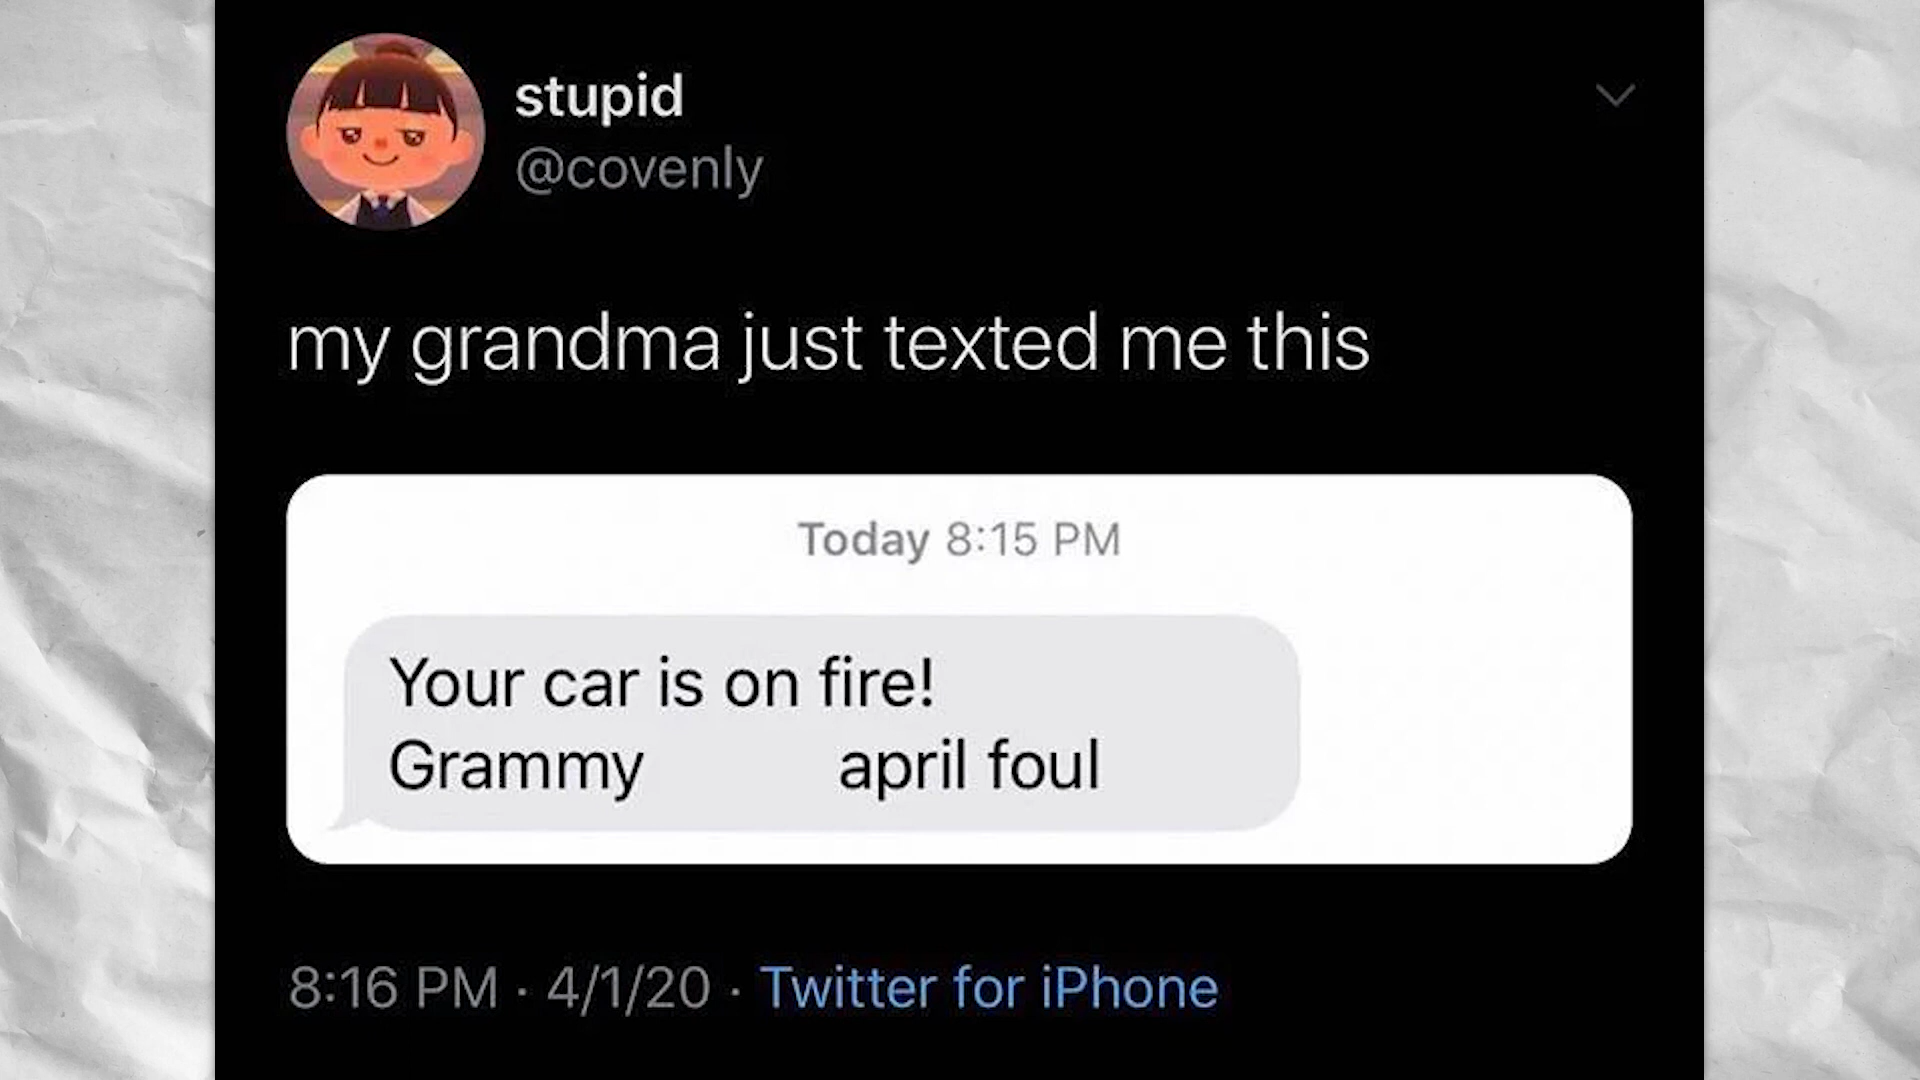 stupid
@covenly
my grandma just texted me this
Today 8:15 PM
Your car is on fire!
Grammy april foul
8:16 PM · 4/1/20 · Twitter for iPhone